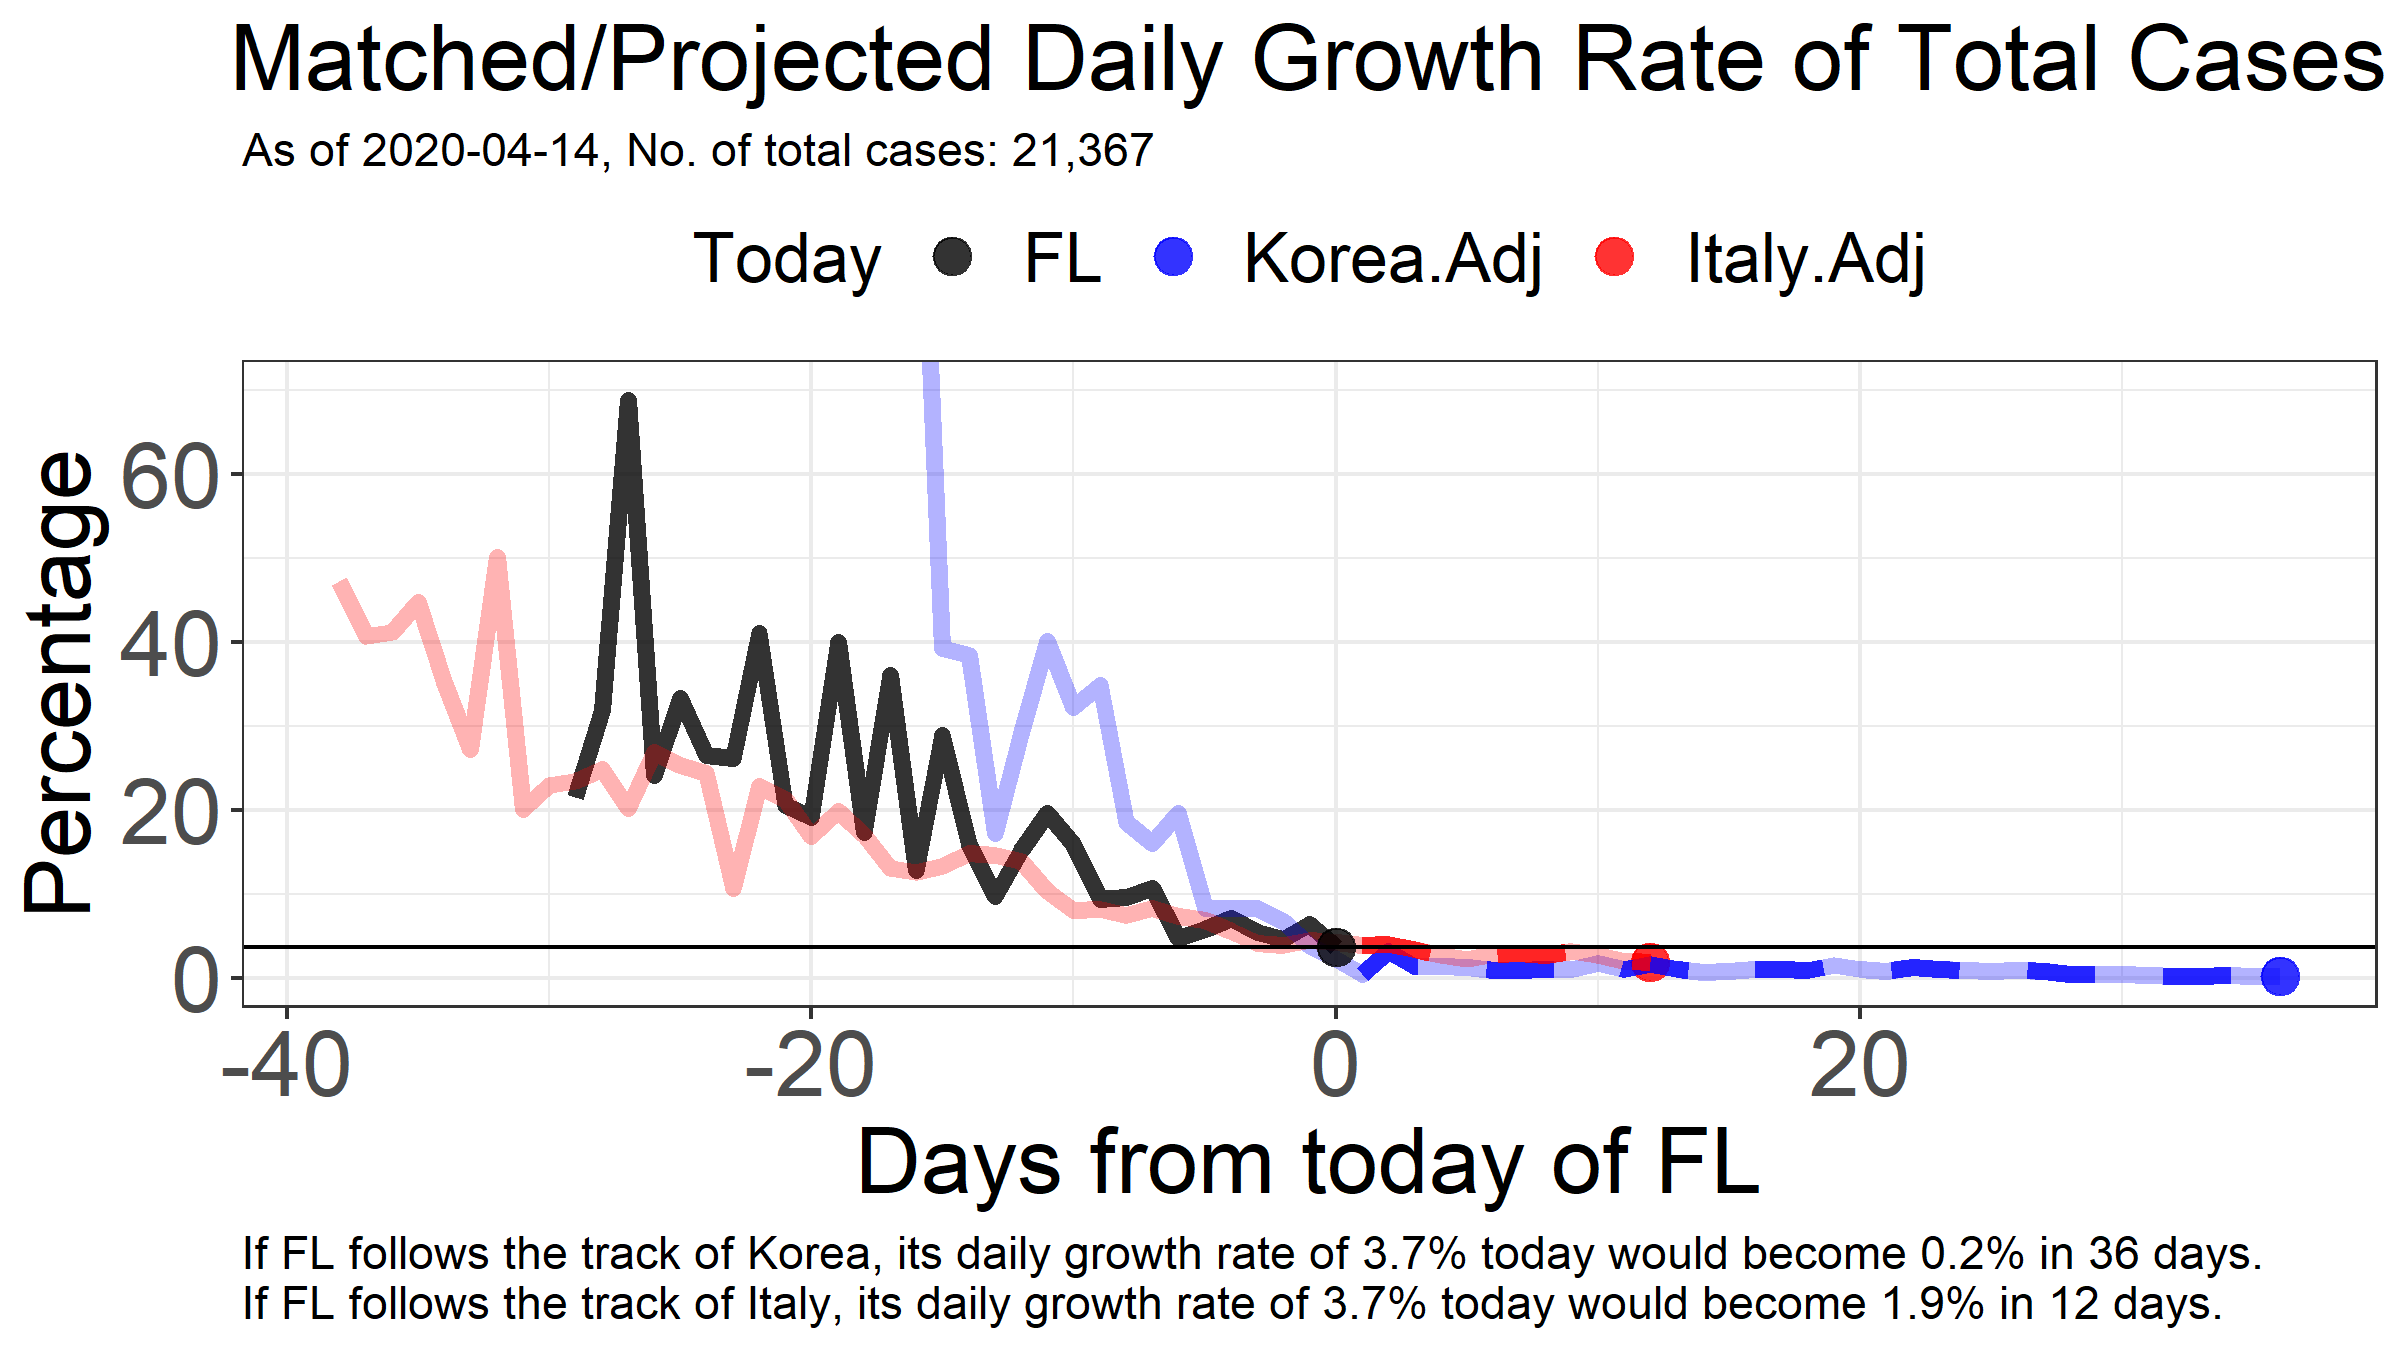 Matched/Projected Daily Growth Rate of Total Cases
As of 2020-04-14, No. of total cases: 21,367
Today FL Korea.Adj Italy.Adj
Percentage
60
40
20
0
-40 -20 0 20
Days from today of FL
If FL follows the track of Korea, its daily growth rate of 3.7% today would become 0.2% in 36 days.
If FL follows the track of Italy, its daily growth rate of 3.7% today would become 1.9% in 12 days.